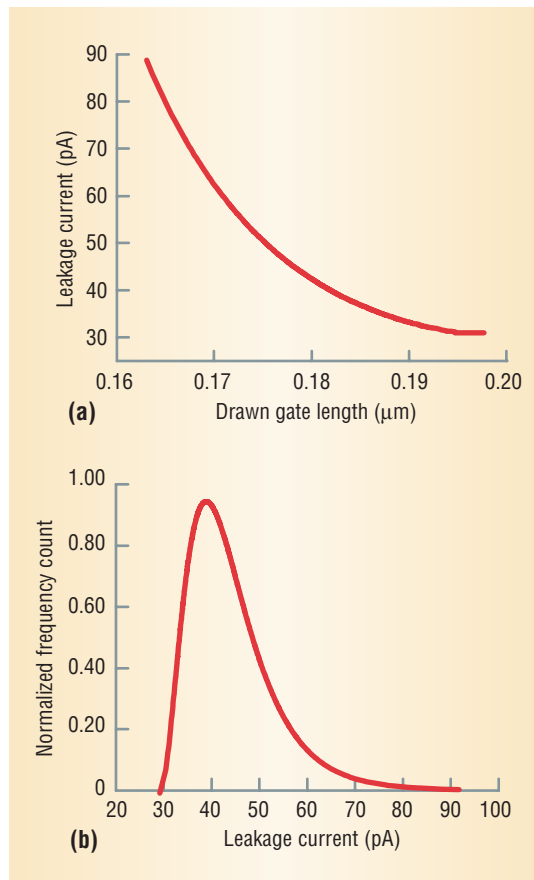 90
80
70
60
50
40
30
Leakage current (pA)
0.16 0.17 0.18 0.19 0.20
(a) Drawn gate length (μm)
1.00
0.80
0.60
0.40
0.20
0
Normalized frequency count
20 30 40 50 60 70 80 90 100
(b) Leakage current (pA)